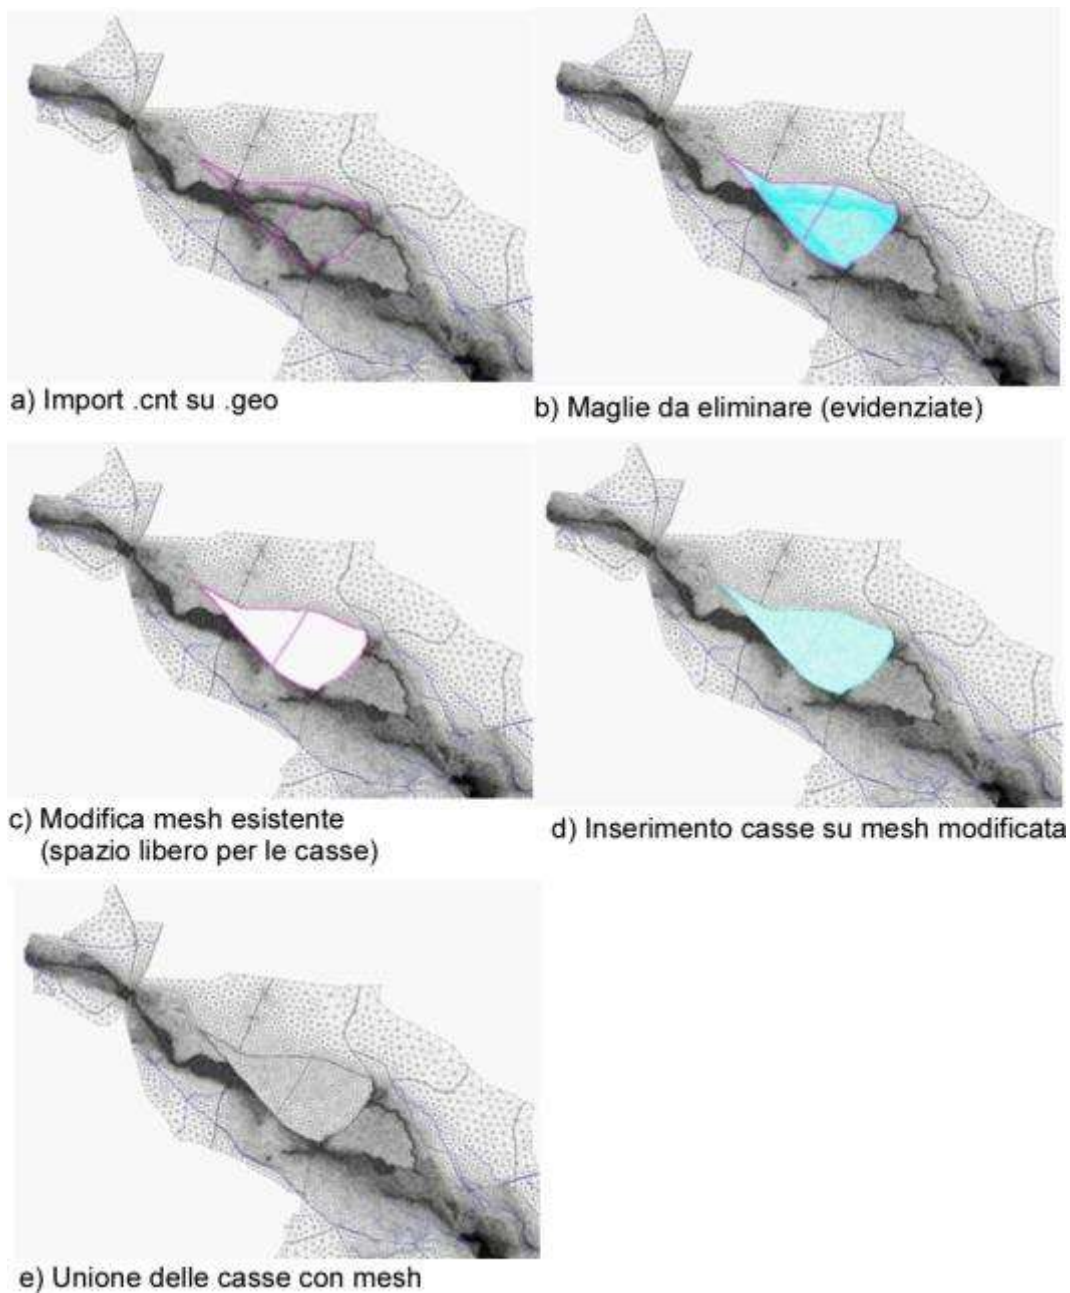 a) Import .cnt su .geo
b) Maglie da eliminare (evidenziate)
c) Modifica mesh esistente
(spazio libero per le casse)
d) Inserimento casse su mesh modificata
e) Unione delle casse con mesh